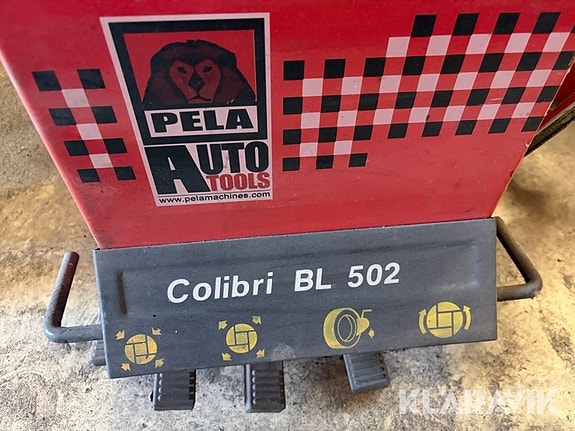 PELA
AUTO
TOOLS
www.pelamachines.com
Colibri BL 502
KLARAVIK